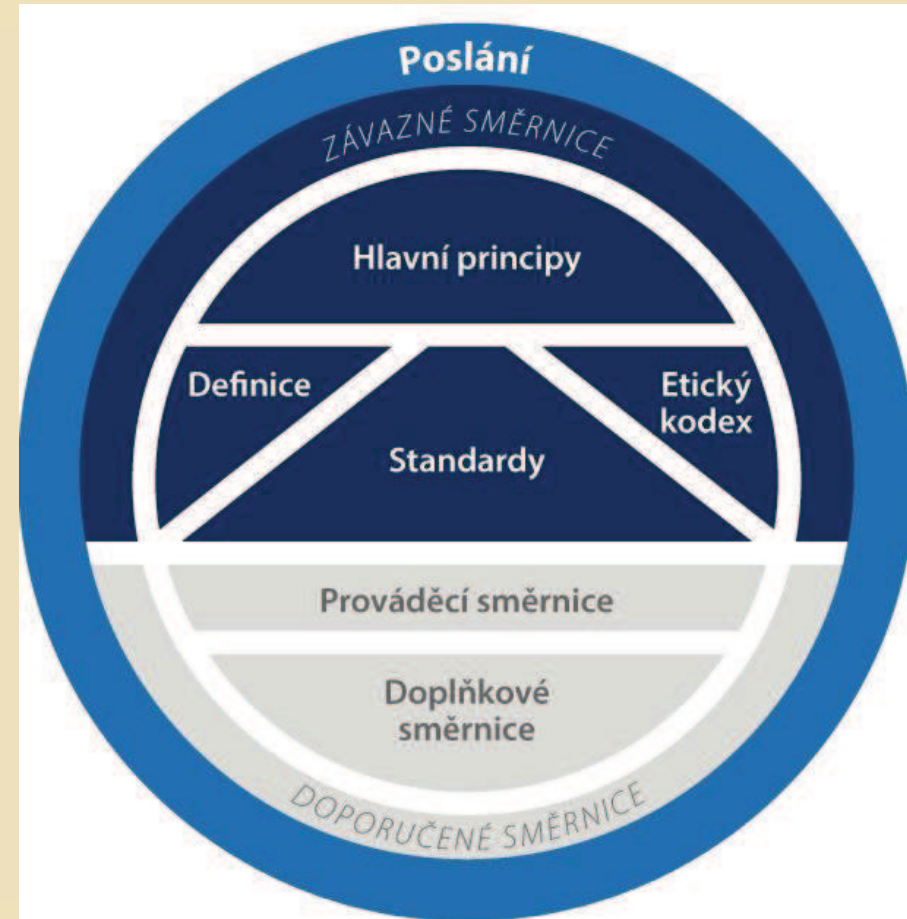 Poslání
ZÁVAZNÉ SMĚRNICE
Hlavní principy
Definice
Etický
kodex
Standardy
Prováděcí směrnice
Doplňkové
směrnice
DOPORUČENÉ SMĚRNICE